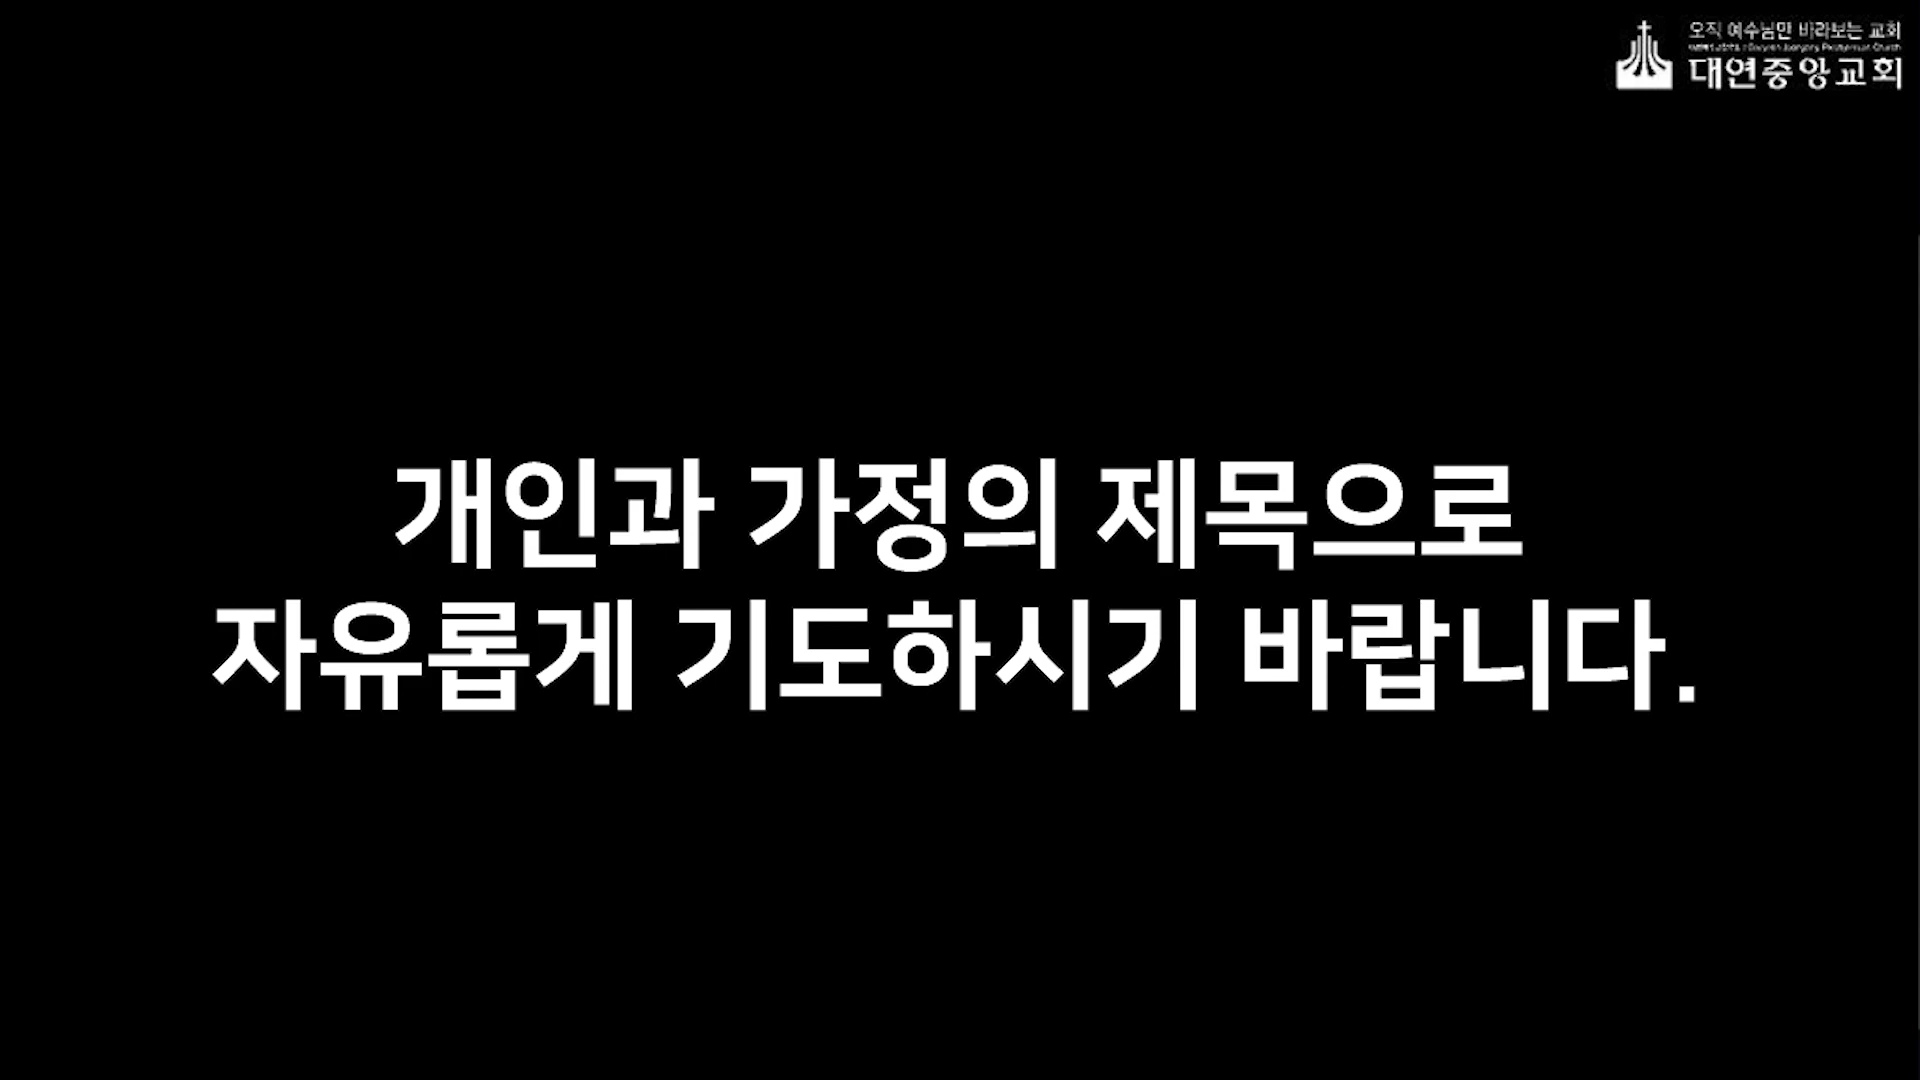 오직 예수님만 바라보는 교회
대연중앙교회
개인과 가정의 제목으로
자유롭게 기도하시기 바랍니다.